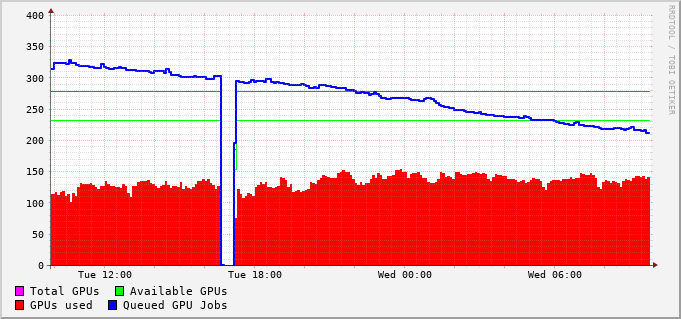 400
350
300
250
200
150
100
50
0
Tue 12:00 Tue 18:00 Wed 00:00 Wed 06:00
Total GPUs Available GPUs
GPUs used Queued GPU Jobs
RRDTOOL / TOBI OETIKER